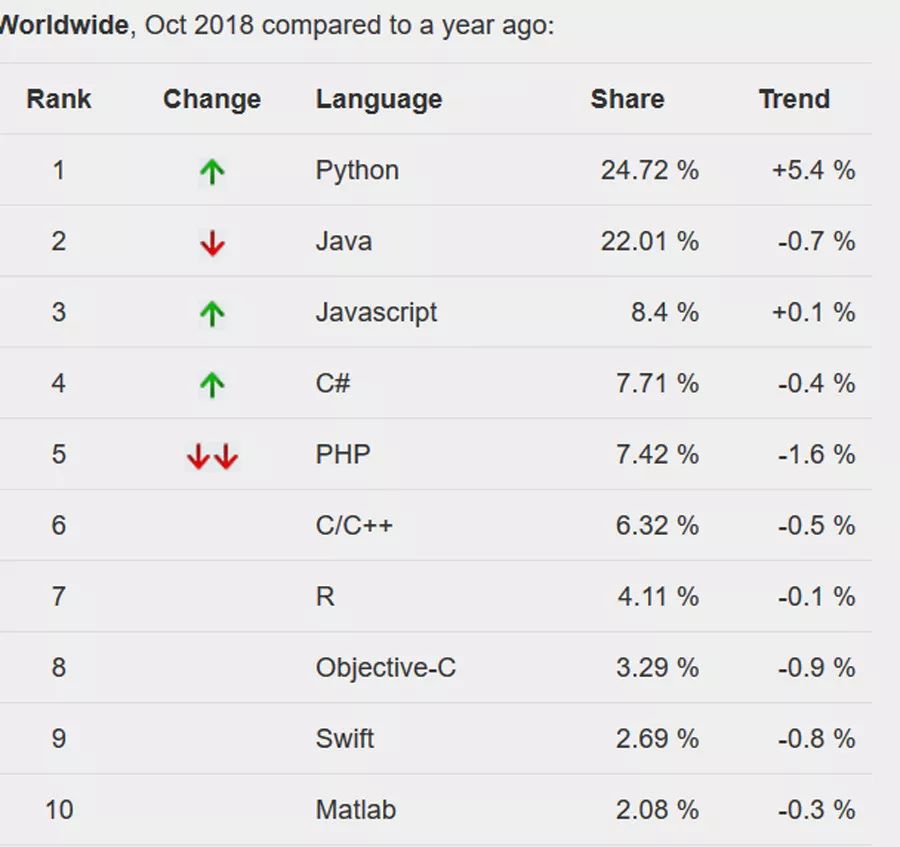 Worldwide, Oct 2018 compared to a year ago:
Rank Change Language Share Trend
1 ↑ Python 24.72 % +5.4 %
2 ↓ Java 22.01 % -0.7 %
3 ↑ Javascript 8.4 % +0.1 %
4 ↑ C# 7.71 % -0.4 %
5 ↓↓ PHP 7.42 % -1.6 %
6 C/C++ 6.32 % -0.5 %
7 R 4.11 % -0.1 %
8 Objective-C 3.29 % -0.9 %
9 Swift 2.69 % -0.8 %
10 Matlab 2.08 % -0.3 %